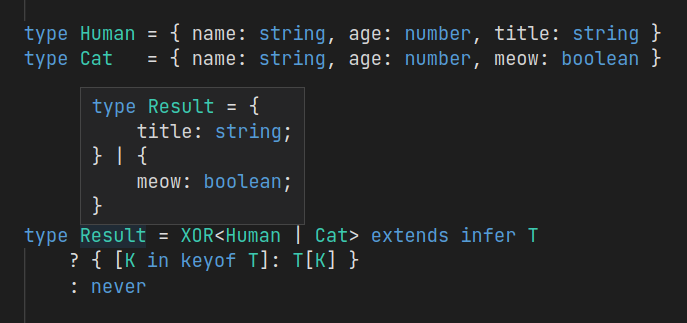 type Human = { name: string, age: number, title: string }
type Cat   = { name: string, age: number, meow: boolean }
type Result = {
    title: string;
} | {
    meow: boolean;
}
type Result = XOR<Human | Cat> extends infer T
    ? { [K in keyof T]: T[K] }
    : never